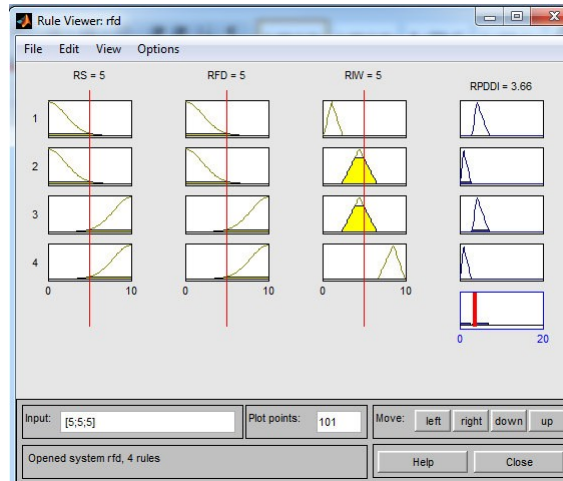 Rule Viewer: rfd
File Edit View Options
RS = 5 RFD = 5 RIW = 5 RPDDI = 3.66
1
2
3
4
0 10 0 10 0 10
0 20
Input: [5;5;5] Plot points: 101 Move: left right down up
Opened system rfd, 4 rules Help Close